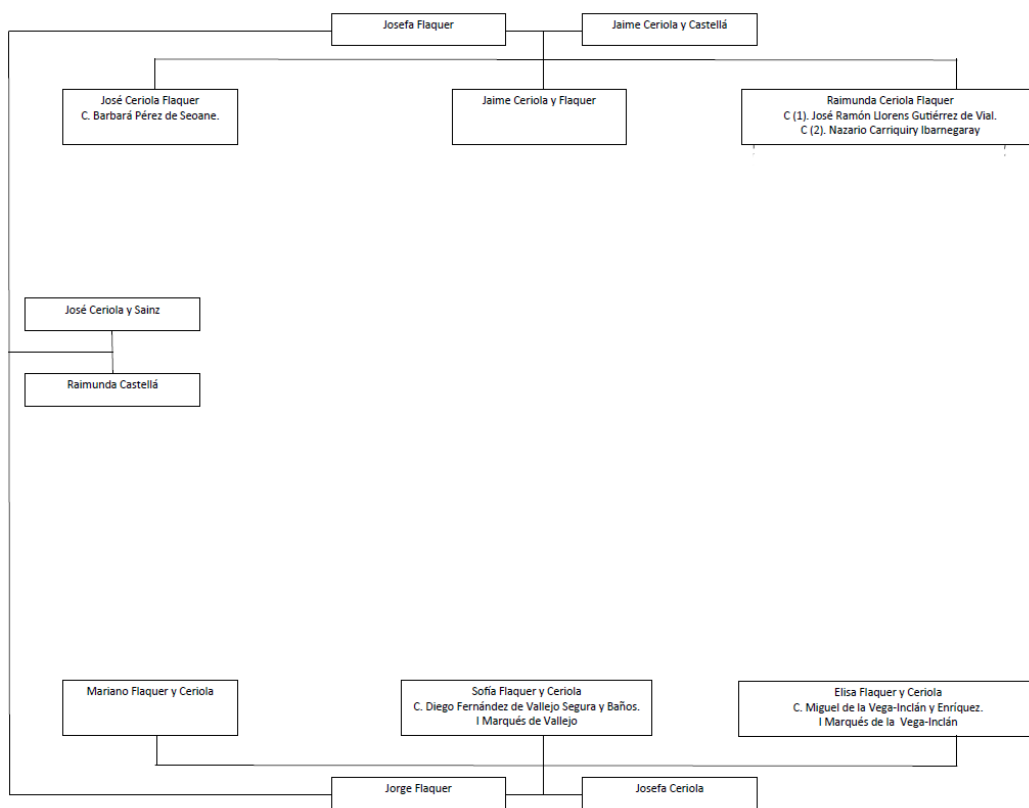 Josefa Flaquer
Jaime Ceriola y Castellá
José Ceriola Flaquer
C. Barbará Pérez de Seoane.
Jaime Ceriola y Flaquer
Raimunda Ceriola Flaquer
C (1). José Ramón Llorens Gutiérrez de Vial.
C (2). Nazario Carriquiry Ibarnegaray
José Ceriola y Sainz
Raimunda Castellá
Mariano Flaquer y Ceriola
Sofía Flaquer y Ceriola
C. Diego Fernández de Vallejo Segura y Baños.
I Marqués de Vallejo
Elisa Flaquer y Ceriola
C. Miguel de la Vega-Inclán y Enríquez.
I Marqués de la Vega-Inclán
Jorge Flaquer
Josefa Ceriola